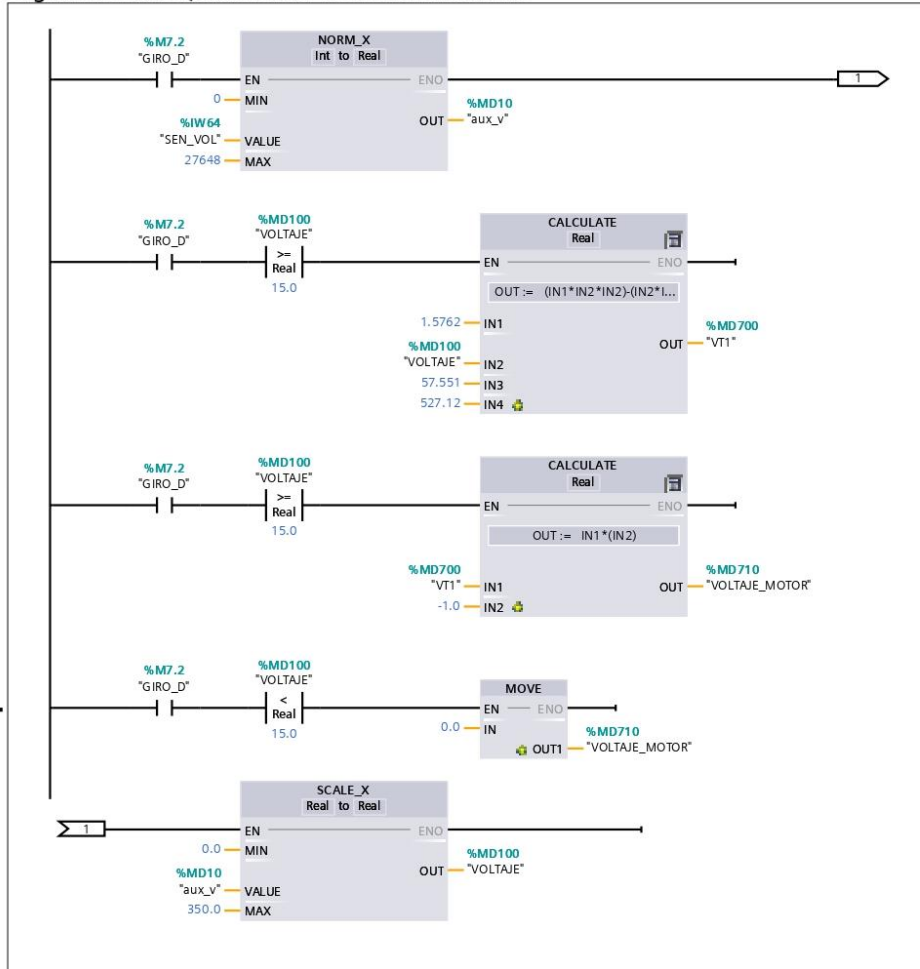 %M7.2
"GIRO_D"
NORM_X
Int to Real
EN
ENO
1
0
MIN
%IW64
"SEN_VOL"
VALUE
27648
MAX
OUT
%MD10
"aux_v"
%M7.2
"GIRO_D"
%MD100
"VOLTAJE"
>=
Real
15.0
CALCULATE
Real
EN
ENO
OUT := (IN1*IN2*IN2)-(IN2*I...
1.5762
IN1
%MD100
"VOLTAJE"
IN2
57.551
IN3
527.12
IN4
OUT
%MD700
"VT1"
%M7.2
"GIRO_D"
%MD100
"VOLTAJE"
>=
Real
15.0
CALCULATE
Real
EN
ENO
OUT := IN1*(IN2)
%MD700
"VT1"
IN1
-1.0
IN2
OUT
%MD710
"VOLTAJE_MOTOR"
%M7.2
"GIRO_D"
%MD100
"VOLTAJE"
<
Real
15.0
MOVE
EN
ENO
0.0
IN
OUT1
%MD710
"VOLTAJE_MOTOR"
1
SCALE_X
Real to Real
EN
ENO
0.0
MIN
%MD10
"aux_v"
VALUE
350.0
MAX
OUT
%MD100
"VOLTAJE"